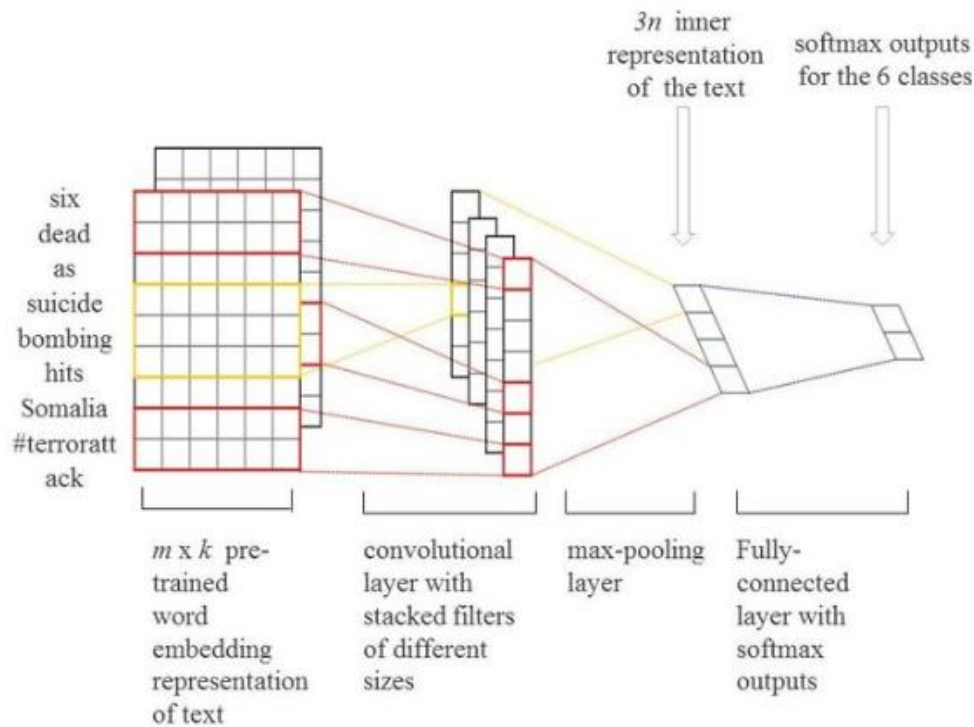 3n inner
representation
of the text
softmax outputs
for the 6 classes
six
dead
as
suicide
bombing
hits
Somalia
#terroratt
ack
m x k pre-
trained
word
embedding
representation
of text
convolutional
layer with
stacked filters
of different
sizes
max-pooling
layer
Fully-
connected
layer with
softmax
outputs